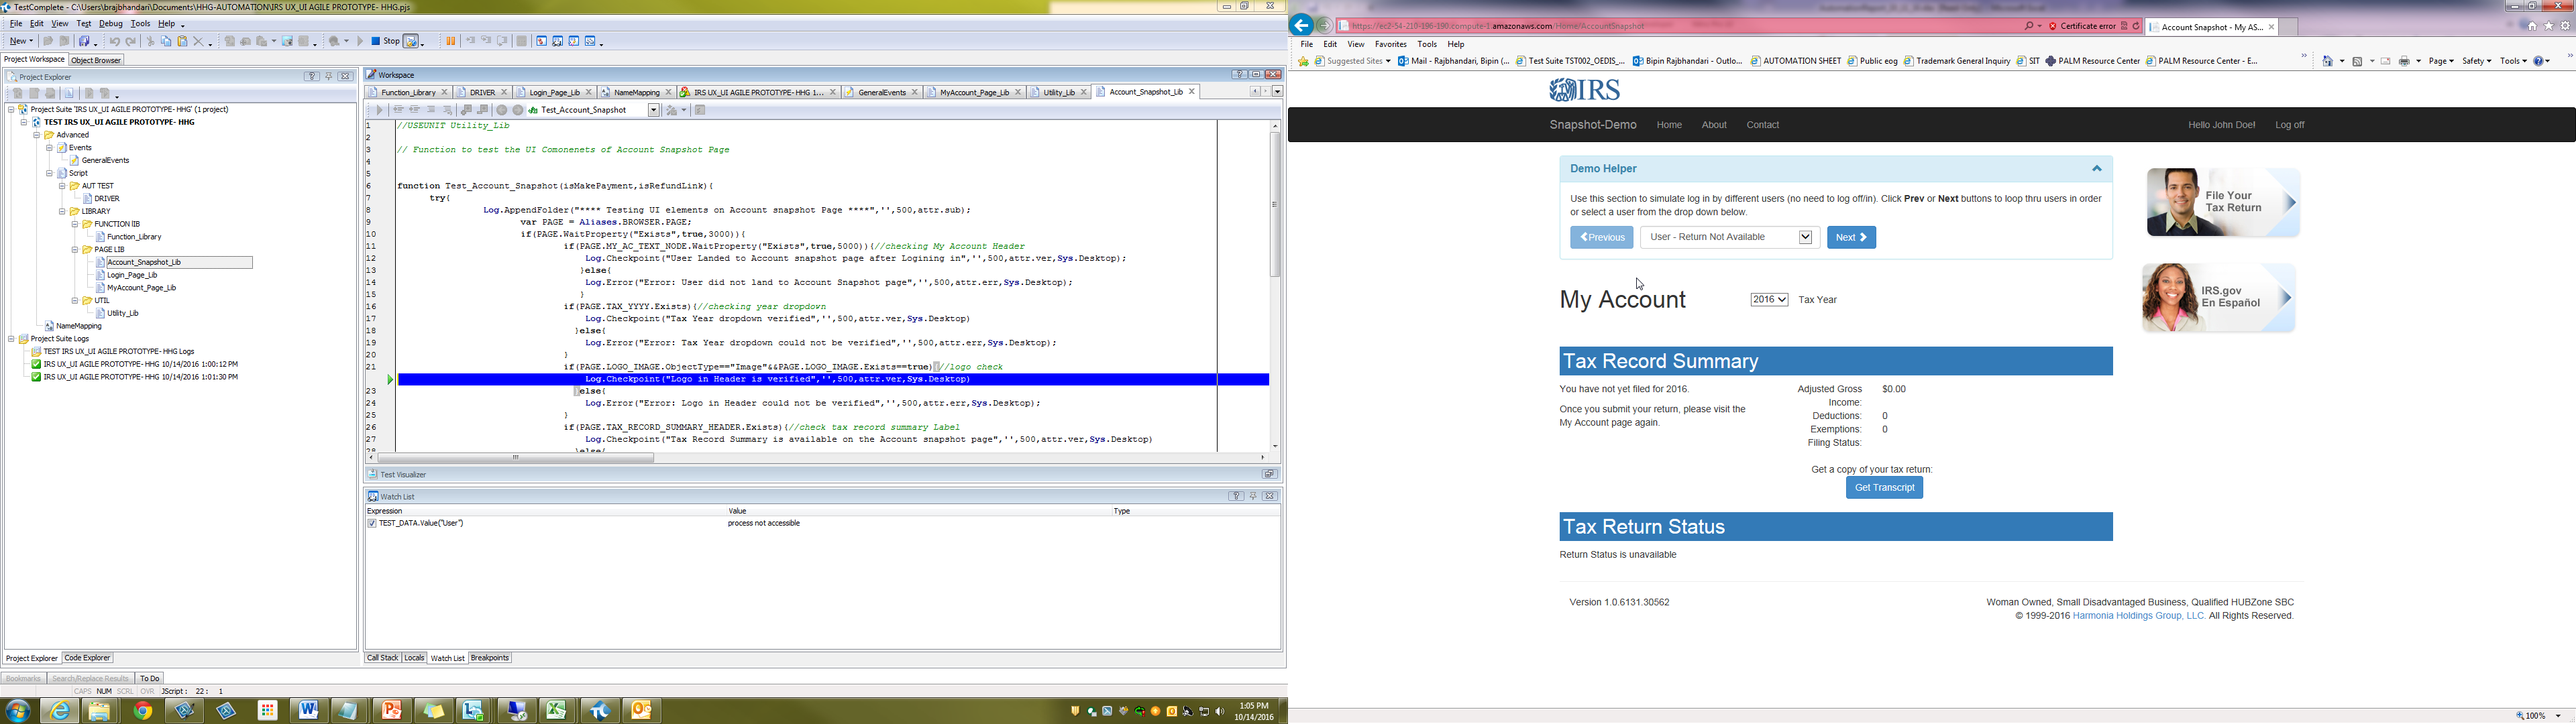 TestComplete - C:\Users\brajbhandari\Documents\HHG-AUTOMATION\IRS UX_UI AGILE PROTOTYPE- HHG.pjs
File Edit View Test Debug Tools Help
New Stop
Project Workspace Object Browser
Project Explorer
Project Suite 'IRS UX_UI AGILE PROTOTYPE-HHG' (1 project)
TEST IRS UX_UI AGILE PROTOTYPE- HHG
Advanced
Events
GeneralEvents
Script
AUT TEST
DRIVER
LIBRARY
FUNCTION lIB
Function_Library
PAGE LIB
Account_Snapshot_Lib
Login_Page_Lib
MyAccount_Page_Lib
UTIL
Utility_Lib
NameMapping
Project Suite Logs
TEST IRS UX_UI AGILE PROTOTYPE- HHG Logs
IRS UX_UI AGILE PROTOTYPE- HHG 10/14/2016 1:00:12 PM
IRS UX_UI AGILE PROTOTYPE- HHG 10/14/2016 1:01:30 PM
Project Explorer Code Explorer
Workspace
Function_Library DRIVER Login_Page_Lib NameMapping IRS UX_UI AGILE PROTOTYPE-HHG 1... GeneralEvents MyAccount_Page_Lib Utility_Lib Account_Snapshot_Lib
Test_Account_Snapshot
1 //USEUNIT Utility_Lib
2
3 // Function to test the UI Comonenets of Account Snapshot Page
4
5
6 function Test_Account_Snapshot(isMakePayment,isRefundLink){
7 try{
8 Log.AppendFolder("**** Testing UI elements on Account snapshot Page ****",'',500,attr.sub);
9 var PAGE = Aliases.BROWSER.PAGE;
10 if(PAGE.WaitProperty("Exists",true,3000)){
11 if(PAGE.MY_AC_TEXT_NODE.WaitProperty("Exists",true,5000)){//checking My Account Header
12 Log.Checkpoint("User Landed to Account snapshot page after Logining in",'',500,attr.ver,Sys.Desktop);
13 }else{
14 Log.Error("Error: User did not land to Account Snapshot page",'',500,attr.err,Sys.Desktop);
15 }
16 if(PAGE.TAX_YYYY.Exists){//checking year dropdown
17 Log.Checkpoint("Tax Year dropdown verified",'',500,attr.ver,Sys.Desktop)
18 }else{
19 Log.Error("Error: Tax Year dropdown could not be verified",'',500,attr.err,Sys.Desktop);
20 }
21 if(PAGE.LOGO_IMAGE.ObjectType=="Image"&&PAGE.LOGO_IMAGE.Exists==true){//logo check
Log.Checkpoint("Logo in Header is verified",'',500,attr.ver,Sys.Desktop)
23 }else{
24 Log.Error("Error: Logo in Header could not be verified",'',500,attr.err,Sys.Desktop);
25 }
26 if(PAGE.TAX_RECORD_SUMMARY_HEADER.Exists){//check tax record summary Label
27 Log.Checkpoint("Tax Record Summary is available on the Account snapshot page",'',500,attr.ver,Sys.Desktop)
28 }else{
Test Visualizer
Watch List
Expression Value Type
TEST_DATA.Value("User") process not accessible
Call Stack Locals Watch List Breakpoints
Bookmarks Search/Replace Results To Do
CAPS NUM SCRL OVR JScript: 22: 1
1:05 PM
10/14/2016
https://ec2-54-210-196-190.compute-1.amazonaws.com/Home/AccountSnapshot
Certificate error
Account Snapshot - My AS...
File Edit View Favorites Tools Help
Suggested Sites Mail - Rajbhandari, Bipin (... Test Suite TST002_OEDIS_... Bipin Rajbhandari - Outlo... AUTOMATION SHEET Public eog Trademark General Inquiry SIT PALM Resource Center PALM Resource Center - E...
Page Safety Tools
IRS
Snapshot-Demo Home About Contact Hello John Doe! Log off
Demo Helper
Use this section to simulate log in by different users (no need to log off/in). Click Prev or Next buttons to loop thru users in order
or select a user from the drop down below.
Previous User - Return Not Available Next
My Account 2016 Tax Year
Tax Record Summary
You have not yet filed for 2016.
Once you submit your return, please visit the
My Account page again.
Adjusted Gross $0.00
Income:
Deductions: 0
Exemptions: 0
Filing Status:
Get a copy of your tax return:
Get Transcript
Tax Return Status
Return Status is unavailable
File Your
Tax Return
IRS.gov
En Español
Version 1.0.6131.30562
Woman Owned, Small Disadvantaged Business, Qualified HUBZone SBC
© 1999-2016 Harmonia Holdings Group, LLC. All Rights Reserved.
100%